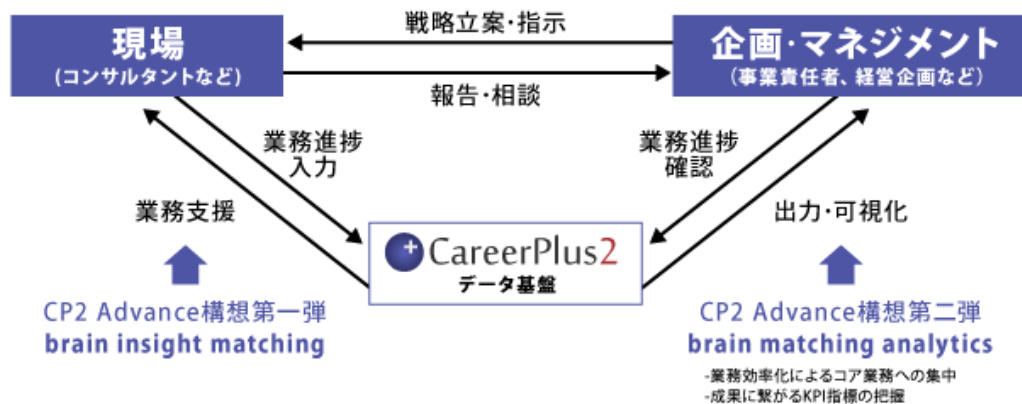 現場
(コンサルタントなど)
戦略立案・指示
報告・相談
企画・マネジメント
(事業責任者、経営企画など)
業務進捗
入力
業務支援
業務進捗
確認
出力・可視化
+ CareerPlus2
データ基盤
CP2 Advance構想第一弾
brain insight matching
CP2 Advance構想第二弾
brain matching analytics
-業務効率化によるコア業務への集中
-成果に繋がるKPI指標の把握